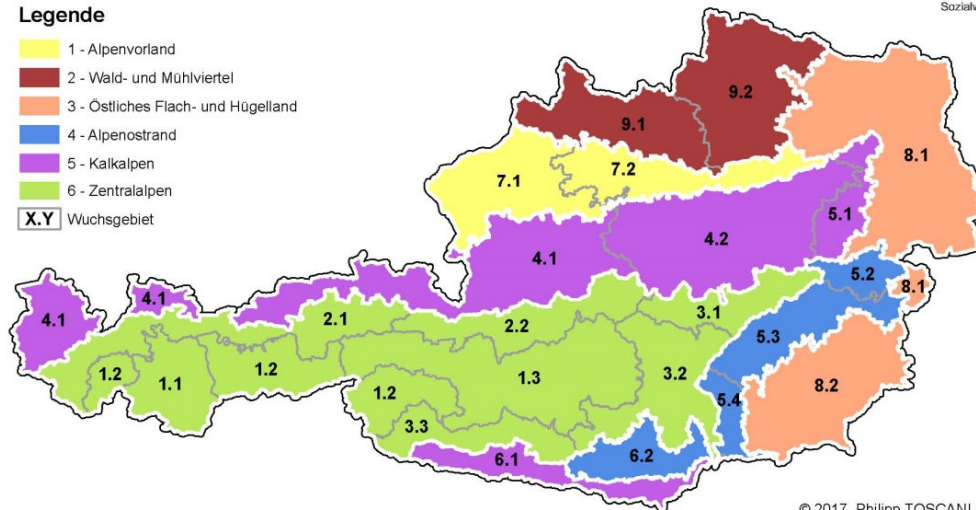 Legende
Sozialw
1 - Alpenvorland
2 - Wald- und Mühlviertel
3 - Östliches Flach- und Hügelland
4 - Alpenostrand
5 - Kalkalpen
6 - Zentralalpen
X.Y Wuchsgebiet
9.2
9.1
8.1
7.2
7.1
5.1
4.2
4.1
5.2
8.1
4.1
4.1
2.1
2.2
3.1
5.3
1.2
1.1
1.2
1.2
1.3
3.2
8.2
5.4
3.3
6.1
6.2
© 2017, Philipp TOSCANI